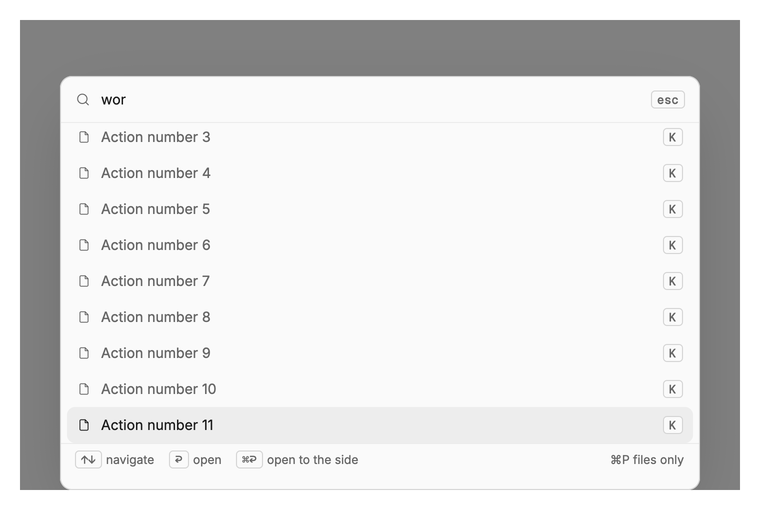 wor esc
Action number 3 K
Action number 4 K
Action number 5 K
Action number 6 K
Action number 7 K
Action number 8 K
Action number 9 K
Action number 10 K
Action number 11 K
↑↓ navigate ↩ open ⌘↩ open to the side ⌘P files only